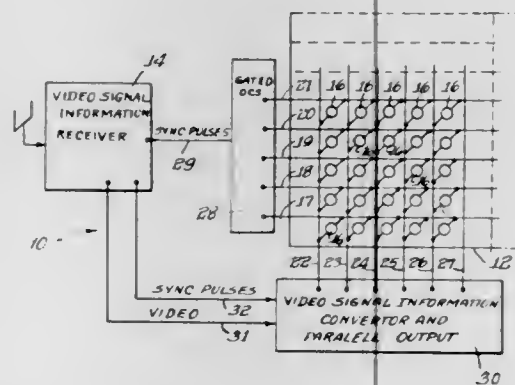 14
VIDEO SIGNAL
INFORMATION
RECEIVER
SYNC PULSES
29
GATED
OCS
28
21
20
19
18
17
16 16 16 16 16
16
10
12
22 23 24 25 26 27
SYNC PULSES
32
VIDEO
31
VIDEO SIGNAL INFORMATION
CONVERTOR AND
PARALELL OUTPUT
30